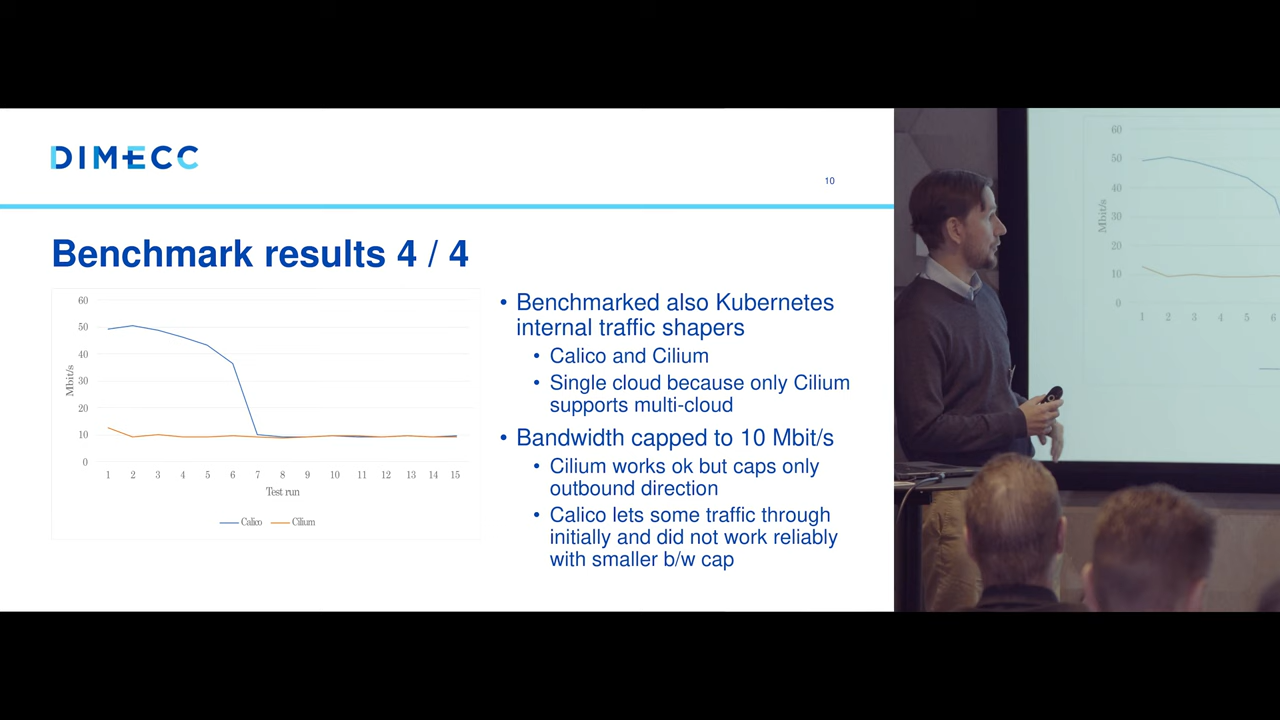 DIMECC
10
Benchmark results 4 / 4
60
50
40
30
20
10
0
Mbit/s
1 2 3 4 5 6 7 8 9 10 11 12 13 14 15
Test run
Calico Cilium
• Benchmarked also Kubernetes
internal traffic shapers
• Calico and Cilium
• Single cloud because only Cilium
supports multi-cloud
• Bandwidth capped to 10 Mbit/s
• Cilium works ok but caps only
outbound direction
• Calico lets some traffic through
initially and did not work reliably
with smaller b/w cap
60
50
40
30
20
10
0
Mbit/s
1 2 3 4 5 6